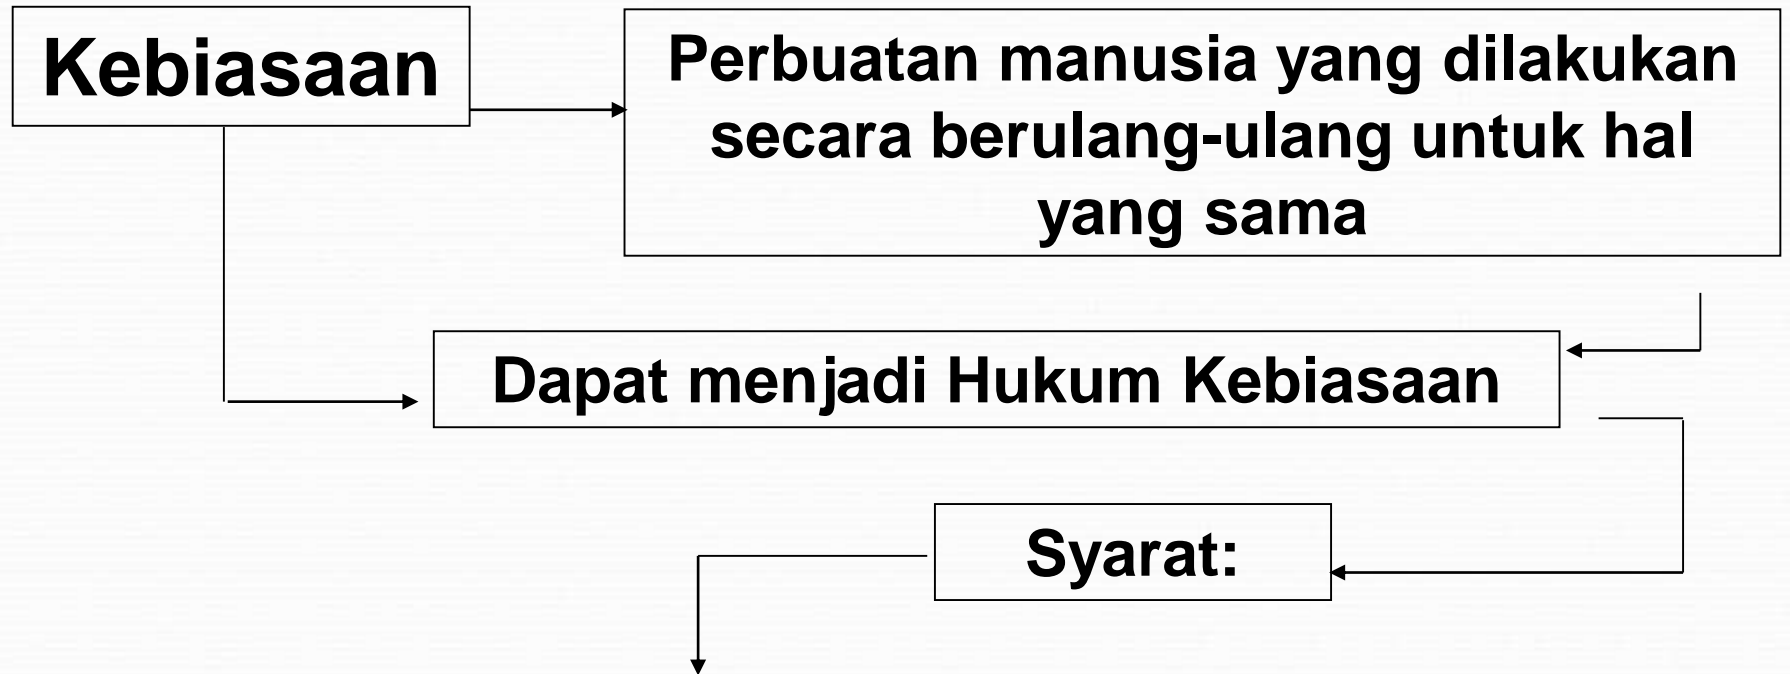 Kebiasaan
Perbuatan manusia yang dilakukan
secara berulang-ulang untuk hal
yang sama
Dapat menjadi Hukum Kebiasaan
Syarat: